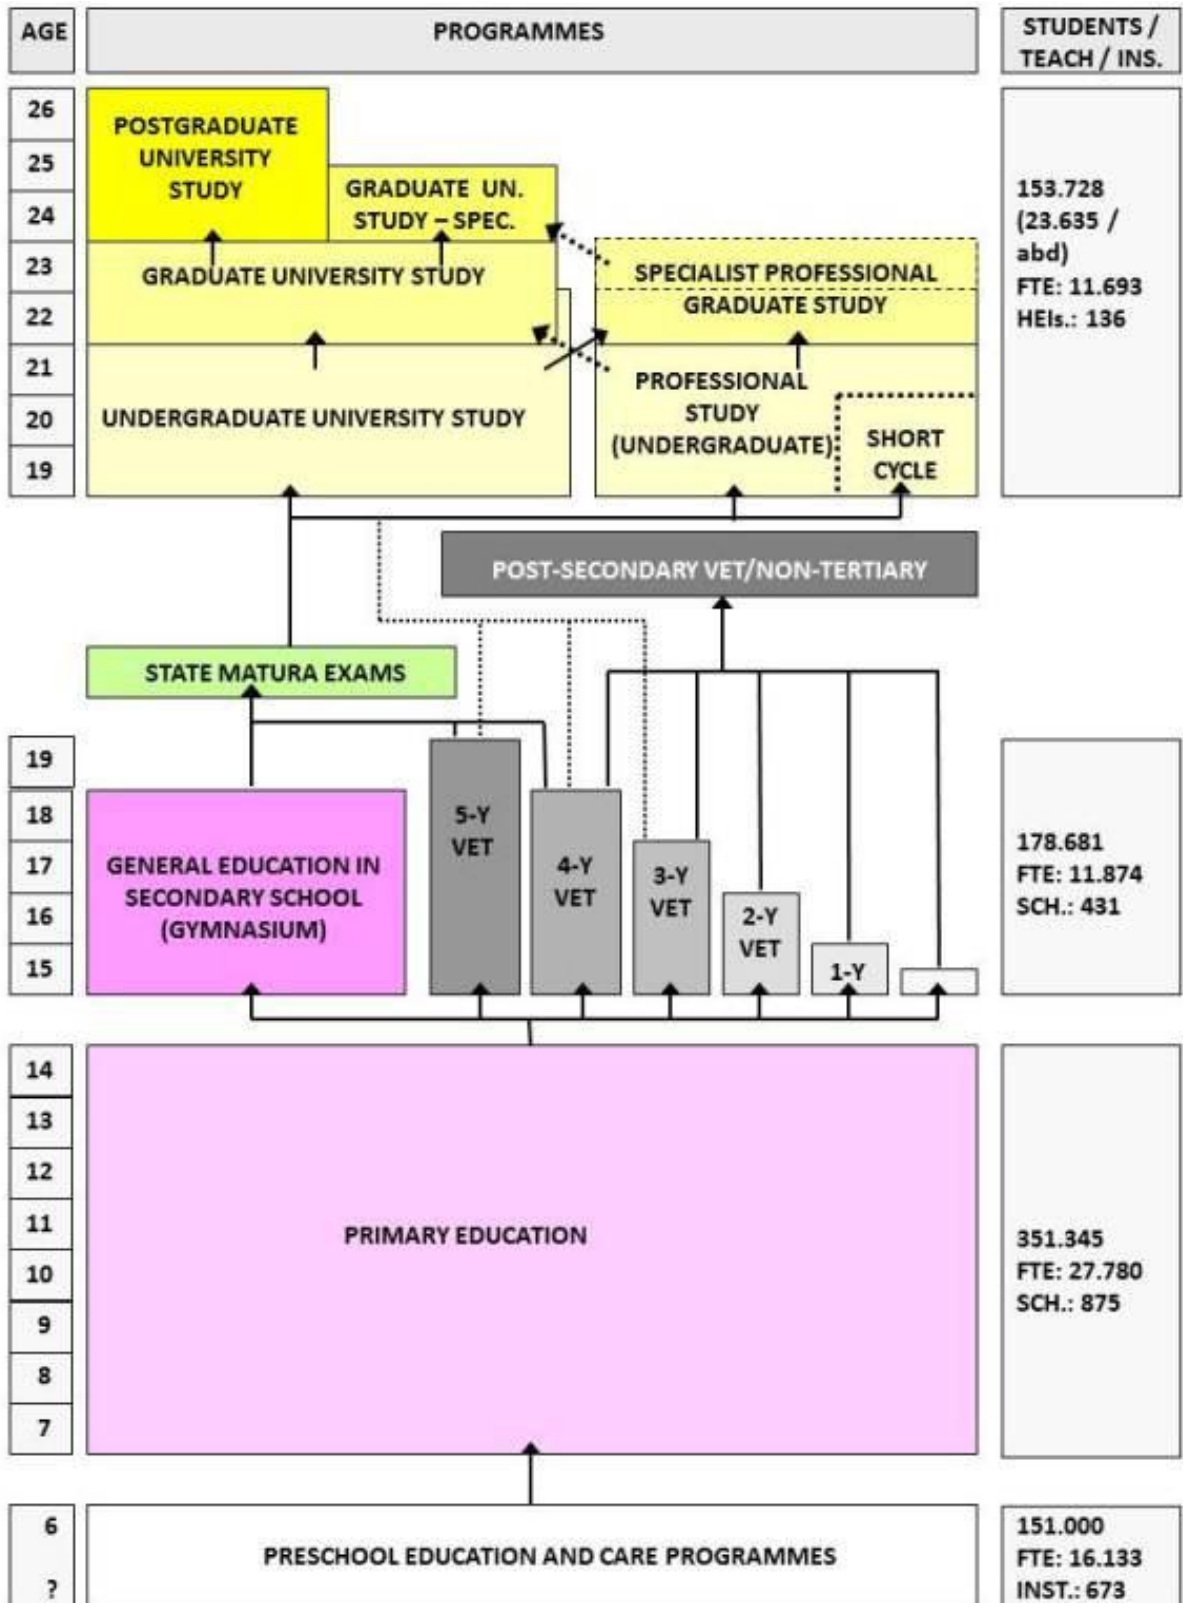 AGE
PROGRAMMES
STUDENTS /
TEACH / INS.
26
25
24
23
22
21
20
19
POSTGRADUATE
UNIVERSITY
STUDY
GRADUATE UN.
STUDY – SPEC.
GRADUATE UNIVERSITY STUDY
SPECIALIST PROFESSIONAL
GRADUATE STUDY
UNDERGRADUATE UNIVERSITY STUDY
PROFESSIONAL
STUDY
(UNDERGRADUATE)
SHORT
CYCLE
153.728
(23.635 /
abd)
FTE: 11.693
HEIs.: 136
POST-SECONDARY VET/NON-TERTIARY
STATE MATURA EXAMS
19
18
17
16
15
GENERAL EDUCATION IN
SECONDARY SCHOOL
(GYMNASIUM)
5-Y
VET
4-Y
VET
3-Y
VET
2-Y
VET
1-Y
178.681
FTE: 11.874
SCH.: 431
14
13
12
11
10
9
8
7
PRIMARY EDUCATION
351.345
FTE: 27.780
SCH.: 875
6
?
PRESCHOOL EDUCATION AND CARE PROGRAMMES
151.000
FTE: 16.133
INST.: 673